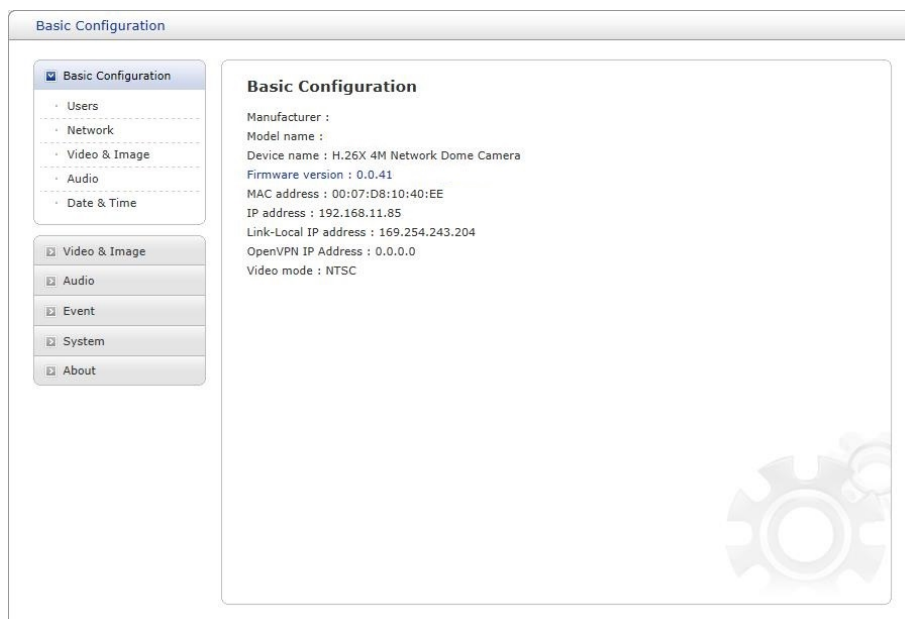 Basic Configuration
Basic Configuration
Users
Network
Video & Image
Audio
Date & Time
Video & Image
Audio
Event
System
About
Basic Configuration
Manufacturer :
Model name :
Device name : H.26X 4M Network Dome Camera
Firmware version : 0.0.41
MAC address : 00:07:D8:10:40:EE
IP address : 192.168.11.85
Link-Local IP address : 169.254.243.204
OpenVPN IP Address : 0.0.0.0
Video mode : NTSC